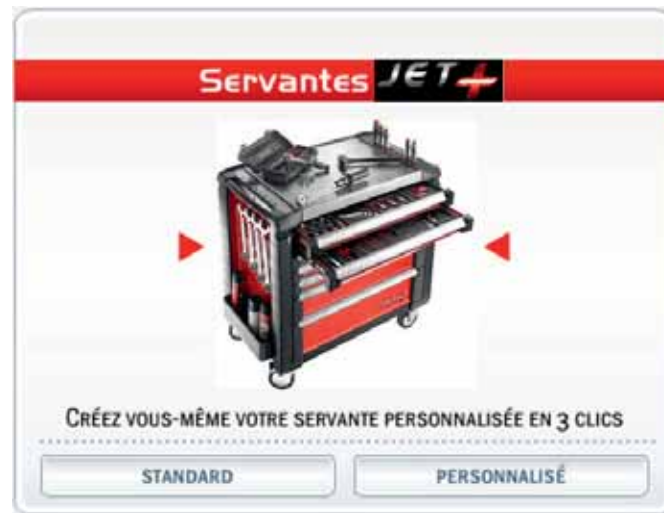 Servantes JET+
CRÉEZ VOUS-MÊME VOTRE SERVANTE PERSONNALISÉE EN 3 CLICS
STANDARD
PERSONNALISÉ